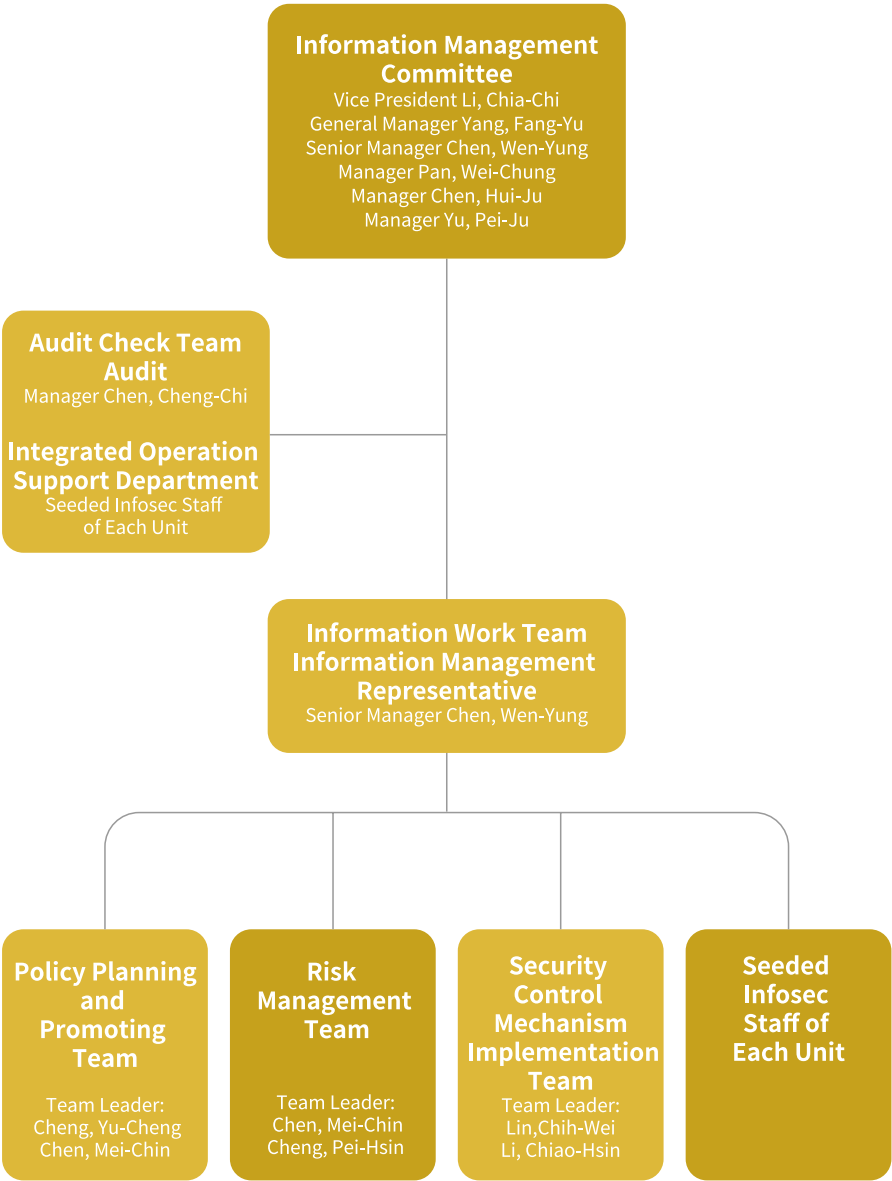 Information Management
Committee
Vice President Li, Chia-Chi
General Manager Yang, Fang-Yu
Senior Manager Chen, Wen-Yung
Manager Pan, Wei-Chung
Manager Chen, Hui-Ju
Manager Yu, Pei-Ju
Audit Check Team
Audit
Manager Chen, Cheng-Chi
Integrated Operation
Support Department
Seeded Infosec Staff
of Each Unit
Information Work Team
Information Management
Representative
Senior Manager Chen, Wen-Yung
Policy Planning
and
Promoting
Team
Team Leader:
Cheng, Yu-Cheng
Chen, Mei-Chin
Risk
Management
Team
Team Leader:
Chen, Mei-Chin
Cheng, Pei-Hsin
Security
Control
Mechanism
Implementation
Team
Team Leader:
Lin,Chih-Wei
Li, Chiao-Hsin
Seeded
Infosec
Staff of
Each Unit